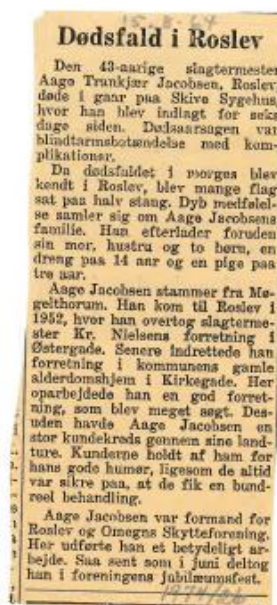 15-8-64
Dødsfald i Roslev
Den 43-aarige slagtermester
Aage Trankjær Jacobsen, Roslev
døde i gaar paa Skive Sygehus
hvor han blev indlagt for seks
dage siden. Dødsaarsagen var
blindtarmsbetændelse med kom-
plikationer.
Da dødsfaldet i morges blev
kendt i Roslev, blev mange flag
sat paa halv stang. Dyb medfølel-
se samler sig om Aage Jacobsens
familie. Han efterlader foruden
sin mor, hustru og to børn, en
dreng paa 14 aar og en pige paa
tre aar.
Aage Jacobsen stammer fra Mø-
gelthorum. Han kom til Roslev i
1952, hvor han overtog slagterme-
ster Kr. Nielsens forretning i
Østergade. Senere indrettede han
forretning i kommunens gamle
alderdomshjem i Kirkegade. Her
oparbejdede han en god forret-
ning, som blev meget søgt. Des-
uden havde Aage Jacobsen en
stor kundekreds gennem sine land-
ture. Kunderne holdt af ham for
hans gode humør, ligesom de altid
var sikre paa, at de fik en bund-
reel behandling.
Aage Jacobsen var formand for
Roslev og Omegns Skytteforening.
Her udførte han et betydeligt ar-
bejde. Saa sent som i juni deltog
han i foreningens jubilæumsfest.